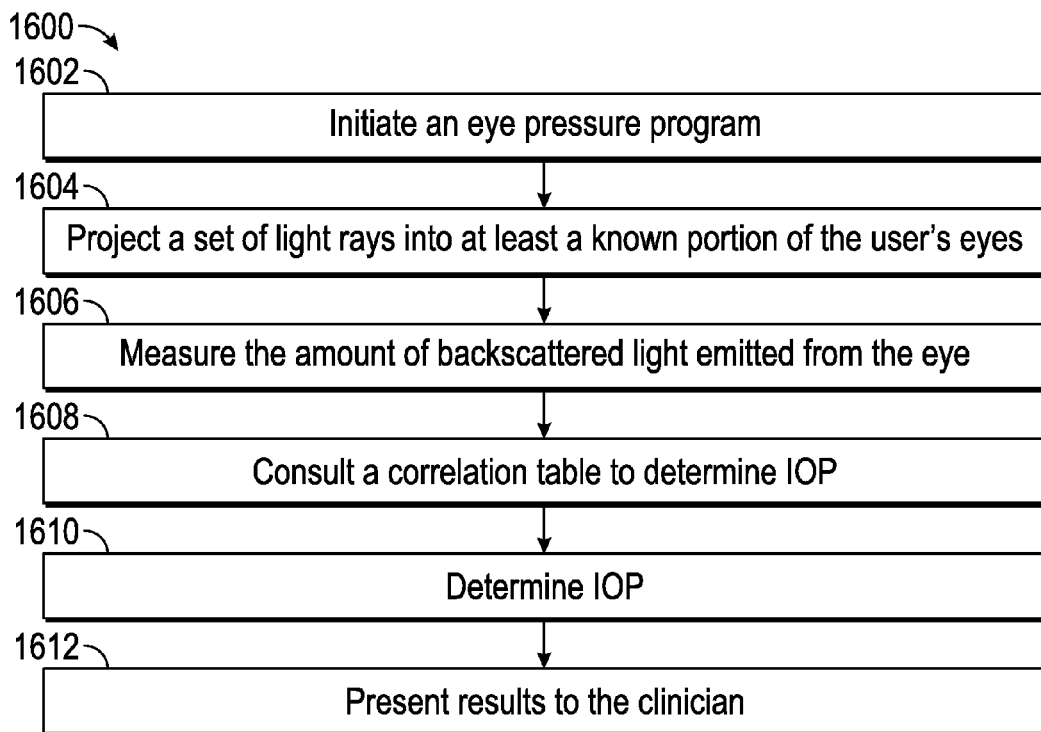 1600
1602
Initiate an eye pressure program
1604
Project a set of light rays into at least a known portion of the user's eyes
1606
Measure the amount of backscattered light emitted from the eye
1608
Consult a correlation table to determine IOP
1610
Determine IOP
1612
Present results to the clinician